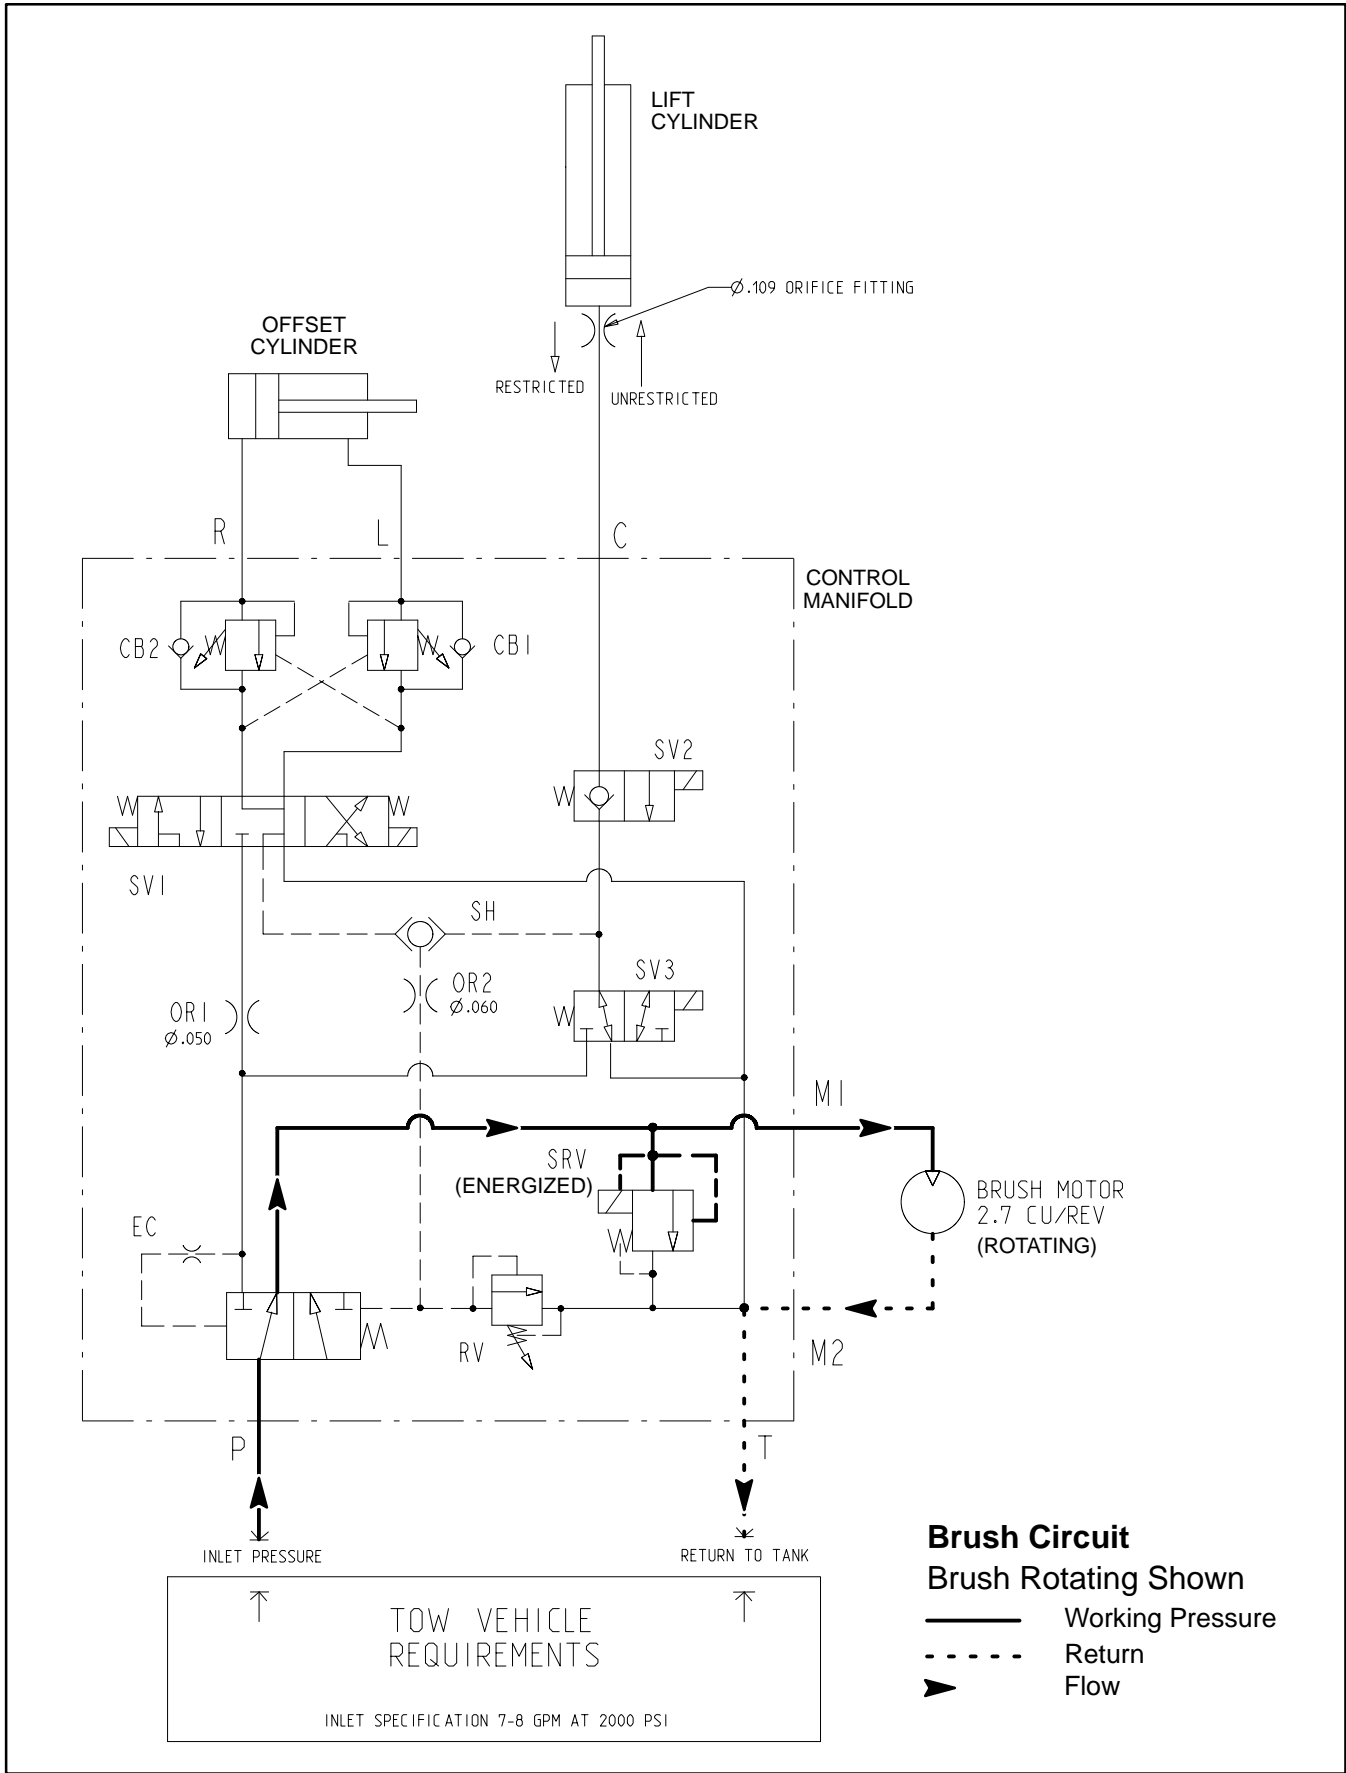 LIFT
CYLINDER
Ø.109 ORIFICE FITTING
OFFSET
CYLINDER
RESTRICTED
UNRESTRICTED
R
L
C
CONTROL
MANIFOLD
CB2
CB1
SV2
SV1
SH
SV3
OR2
Ø.060
OR1
Ø.050
M1
SRV
(ENERGIZED)
BRUSH MOTOR
2.7 CU/REV
(ROTATING)
EC
RV
M2
P
T
INLET PRESSURE
RETURN TO TANK
TOW VEHICLE
REQUIREMENTS
INLET SPECIFICATION 7-8 GPM AT 2000 PSI
Brush Circuit
Brush Rotating Shown
Working Pressure
Return
Flow